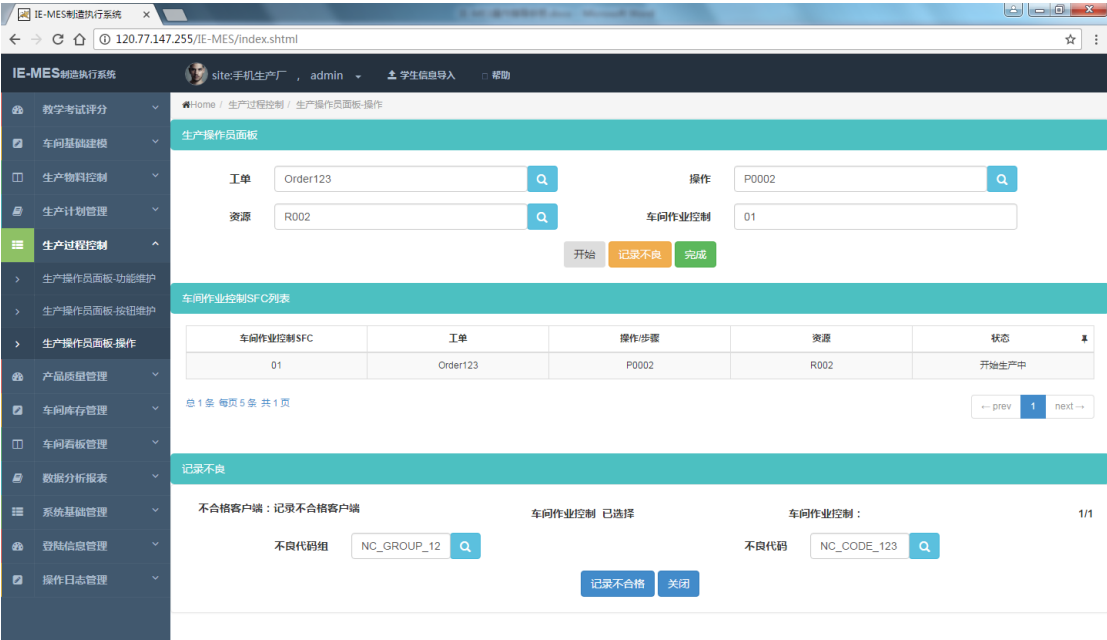 IE-MES制造执行系统
120.77.147.255/IE-MES/index.shtml
IE-MES制造执行系统
site:手机生产厂 , admin
学生信息导入
帮助
Home / 生产过程控制 / 生产操作员面板-操作
教学考试评分
车间基础建模
生产物料控制
生产计划管理
生产过程控制
生产操作员面板-功能维护
生产操作员面板-按钮维护
生产操作员面板-操作
产品质量管理
车间库存管理
车间看板管理
数据分析报表
系统基础管理
登陆信息管理
操作日志管理
生产操作员面板
工单 Order123 操作 P0002
资源 R002 车间作业控制 01
开始 记录不良 完成
车间作业控制SFC列表
车间作业控制SFC 工单 操作/步骤 资源 状态
01 Order123 P0002 R002 开始生产中
总1条 每页5条 共1页
←prev 1 next→
记录不良
不合格客户端：记录不合格客户端 车间作业控制 已选择 车间作业控制： 1/1
不良代码组 NC_GROUP_12 不良代码 NC_CODE_123
记录不合格 关闭